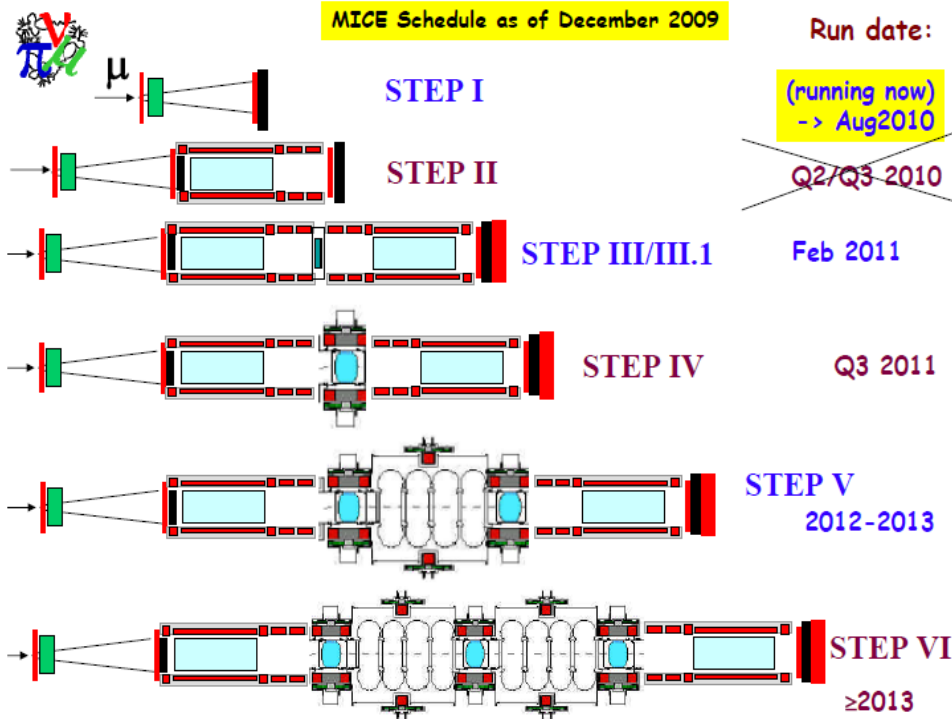 MICE Schedule as of December 2009
Run date:
ν
π μ
μ
STEP I
(running now)
-> Aug2010
STEP II
Q2/Q3 2010
STEP III/III.1
Feb 2011
STEP IV
Q3 2011
STEP V
2012-2013
STEP VI
≥2013